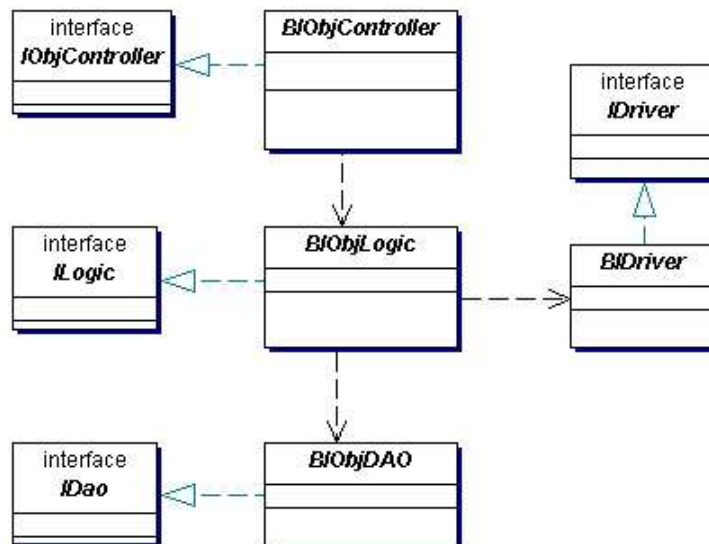 interface
IObjController
BIObjController
interface
IDriver
interface
ILogic
BIObjLogic
BIDriver
interface
IDao
BIObjDAO